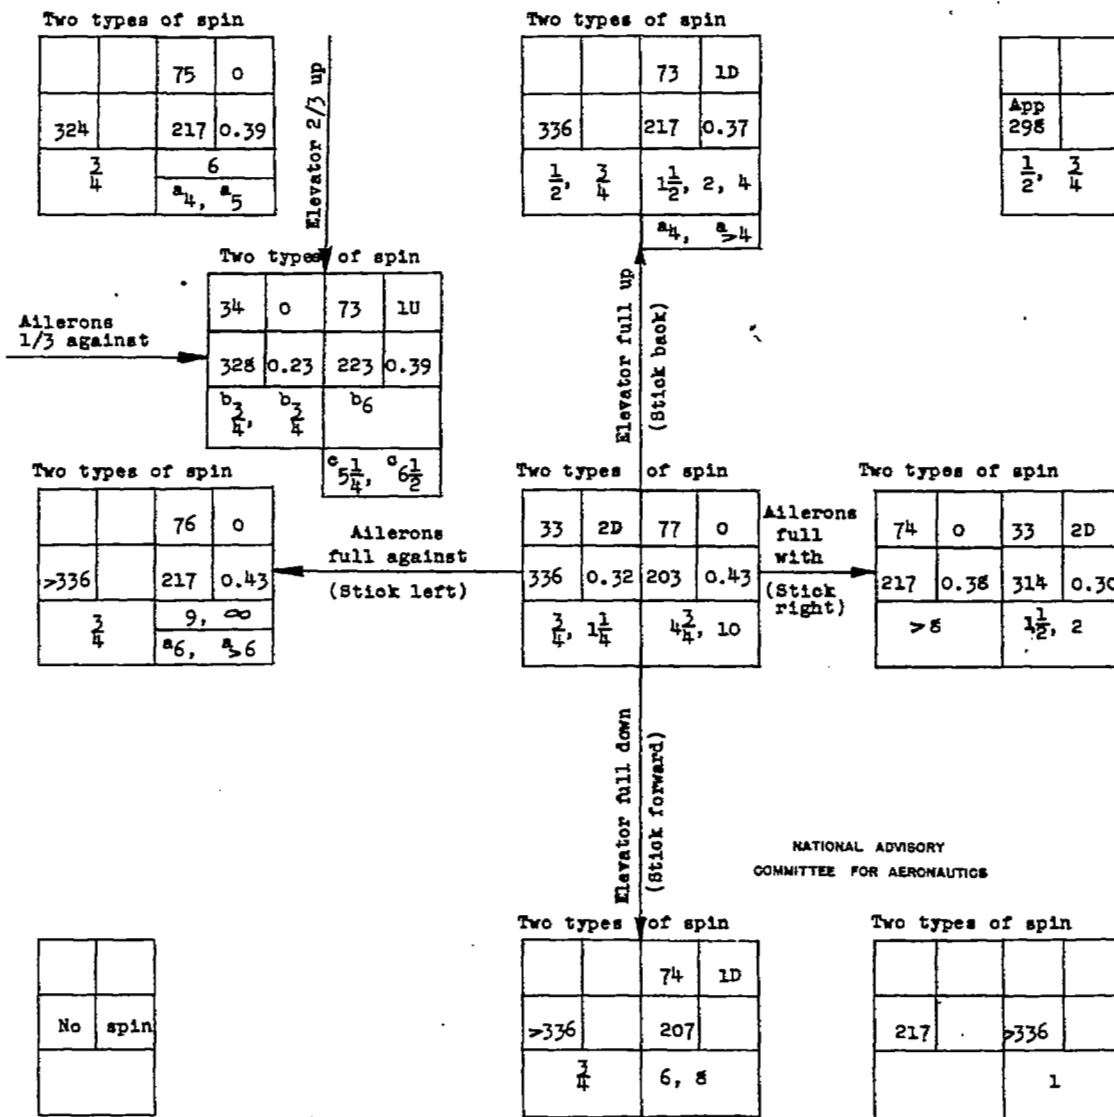 Two types of spin
75 0
324 217 0.39
3/4 6
a4, a5
Elevator 2/3 up
Two types of spin
73 1D
336 217 0.37
1/2, 3/4 1 1/2, 2, 4
a4, a>4
App
298
1/2, 3/4
Ailerons
1/3 against
Two types of spin
34 0 73 1U
328 0.23 223 0.39
b3/4, b3/4 b6
c5 1/4, c6 1/2
Elevator full up
(Stick back)
Two types of spin
76 0
>336 217 0.43
3/4 9, ∞
a6, a>6
Ailerons
full against
(Stick left)
Two types of spin
33 2D 77 0
336 0.32 203 0.43
3/4, 1 1/4 4 3/4, 10
Ailerons
full
with
(Stick
right)
Two types of spin
74 0 33 2D
217 0.38 314 0.30
>8 1 1/2, 2
Elevator full down
(Stick forward)
NATIONAL ADVISORY
COMMITTEE FOR AERONAUTICS
No spin
Two types of spin
74 1D
>336 207
3/4 6, 8
Two types of spin
217 >336
1